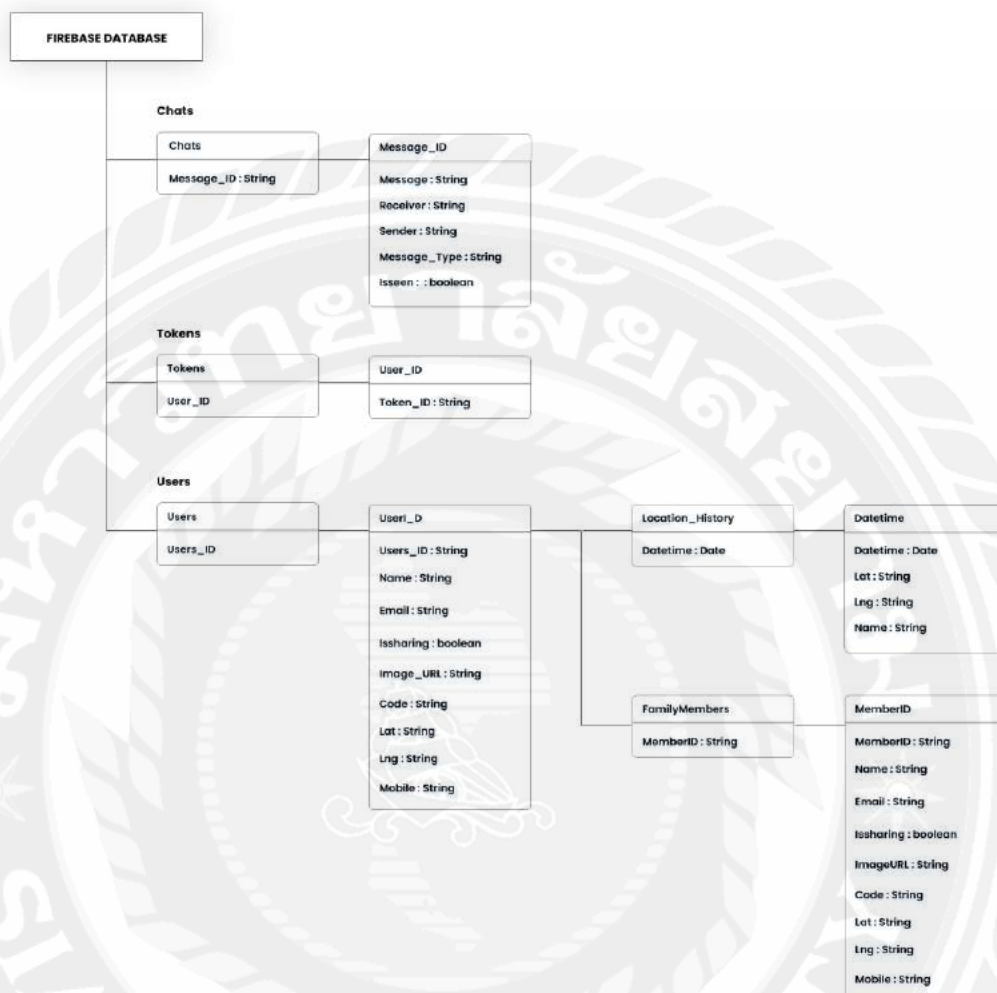 FIREBASE DATABASE
Chats
Chats
Message_ID : String
Message_ID
Message : String
Receiver : String
Sender : String
Message_Type : String
Isseen : : boolean
Tokens
Tokens
User_ID
User_ID
Token_ID : String
Users
Users
Users_ID
UserI_D
Users_ID : String
Name : String
Email : String
Issharing : boolean
Image_URL : String
Code : String
Lat : String
Lng : String
Mobile : String
Location_History
Datetime : Date
Datetime
Datetime : Date
Lat : String
Lng : String
Name : String
FamilyMembers
MemberID : String
MemberID
MemberID : String
Name : String
Email : String
Issharing : boolean
ImageURL : String
Code : String
Lat : String
Lng : String
Mobile : String